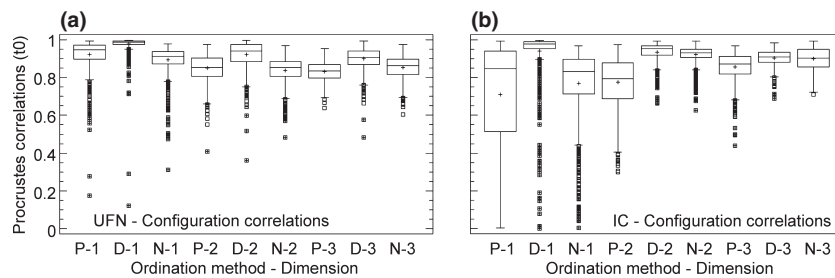 (a)
(b)
Procrustes correlations (t0)
1
0.8
0.6
0.4
0.2
0
UFN - Configuration correlations
IC - Configuration correlations
P-1 D-1 N-1 P-2 D-2 N-2 P-3 D-3 N-3
P-1 D-1 N-1 P-2 D-2 N-2 P-3 D-3 N-3
Ordination method - Dimension
Ordination method - Dimension